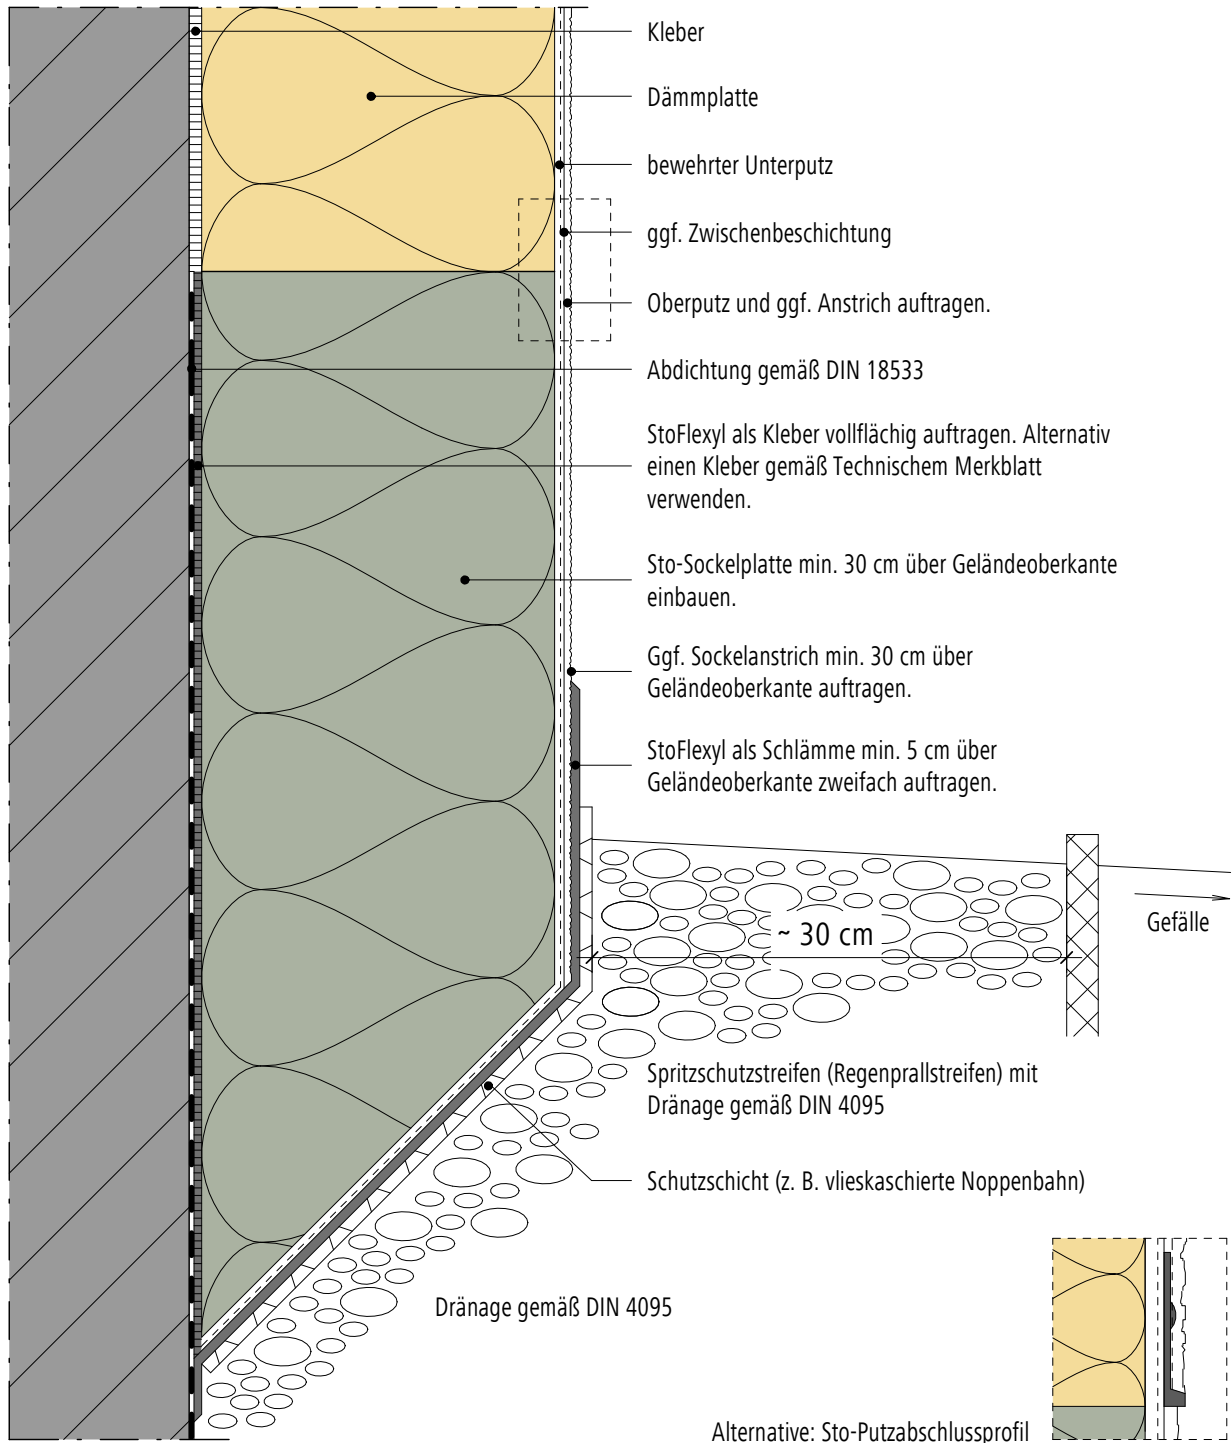 Kleber
Dämmplatte
bewehrter Unterputz
ggf. Zwischenbeschichtung
Oberputz und ggf. Anstrich auftragen.
Abdichtung gemäß DIN 18533
StoFlexyl als Kleber vollflächig auftragen. Alternativ
einen Kleber gemäß Technischem Merkblatt
verwenden.
Sto-Sockelplatte min. 30 cm über Geländeoberkante
einbauen.
Ggf. Sockelanstrich min. 30 cm über
Geländeoberkante auftragen.
StoFlexyl als Schlämme min. 5 cm über
Geländeoberkante zweifach auftragen.
Gefälle
~ 30 cm
Spritzschutzstreifen (Regenprallstreifen) mit
Dränage gemäß DIN 4095
Schutzschicht (z. B. vlieskaschierte Noppenbahn)
Dränage gemäß DIN 4095
Alternative: Sto-Putzabschlussprofil